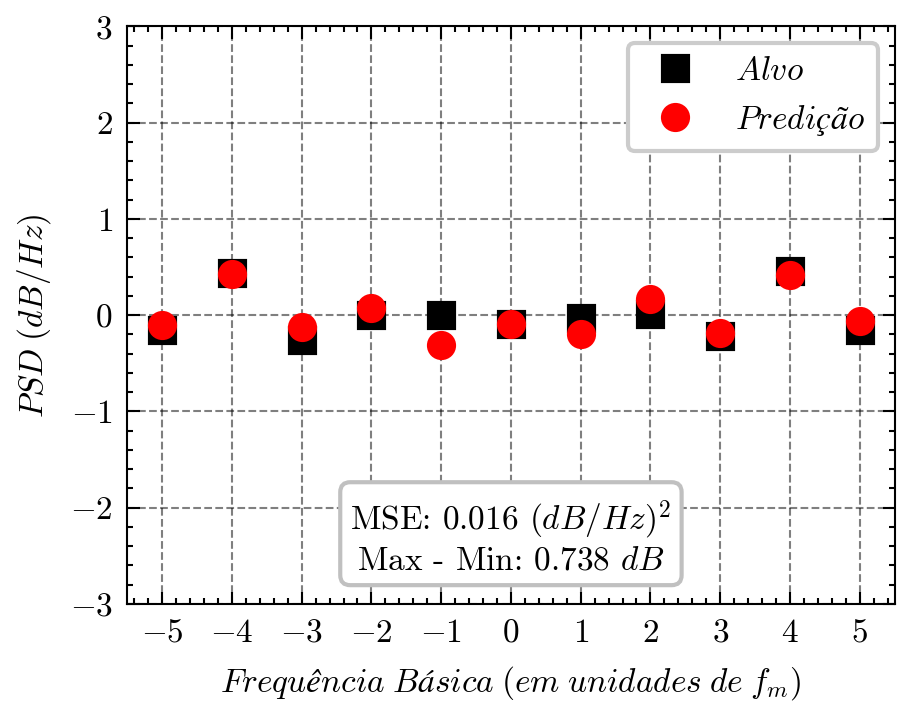 3
2
1
0
−1
−2
−3
PSD (dB/Hz)
Alvo
Predição
MSE: 0.016 (dB/Hz)²
Max - Min: 0.738 dB
−5 −4 −3 −2 −1 0 1 2 3 4 5
Frequência Básica (em unidades de fₘ)